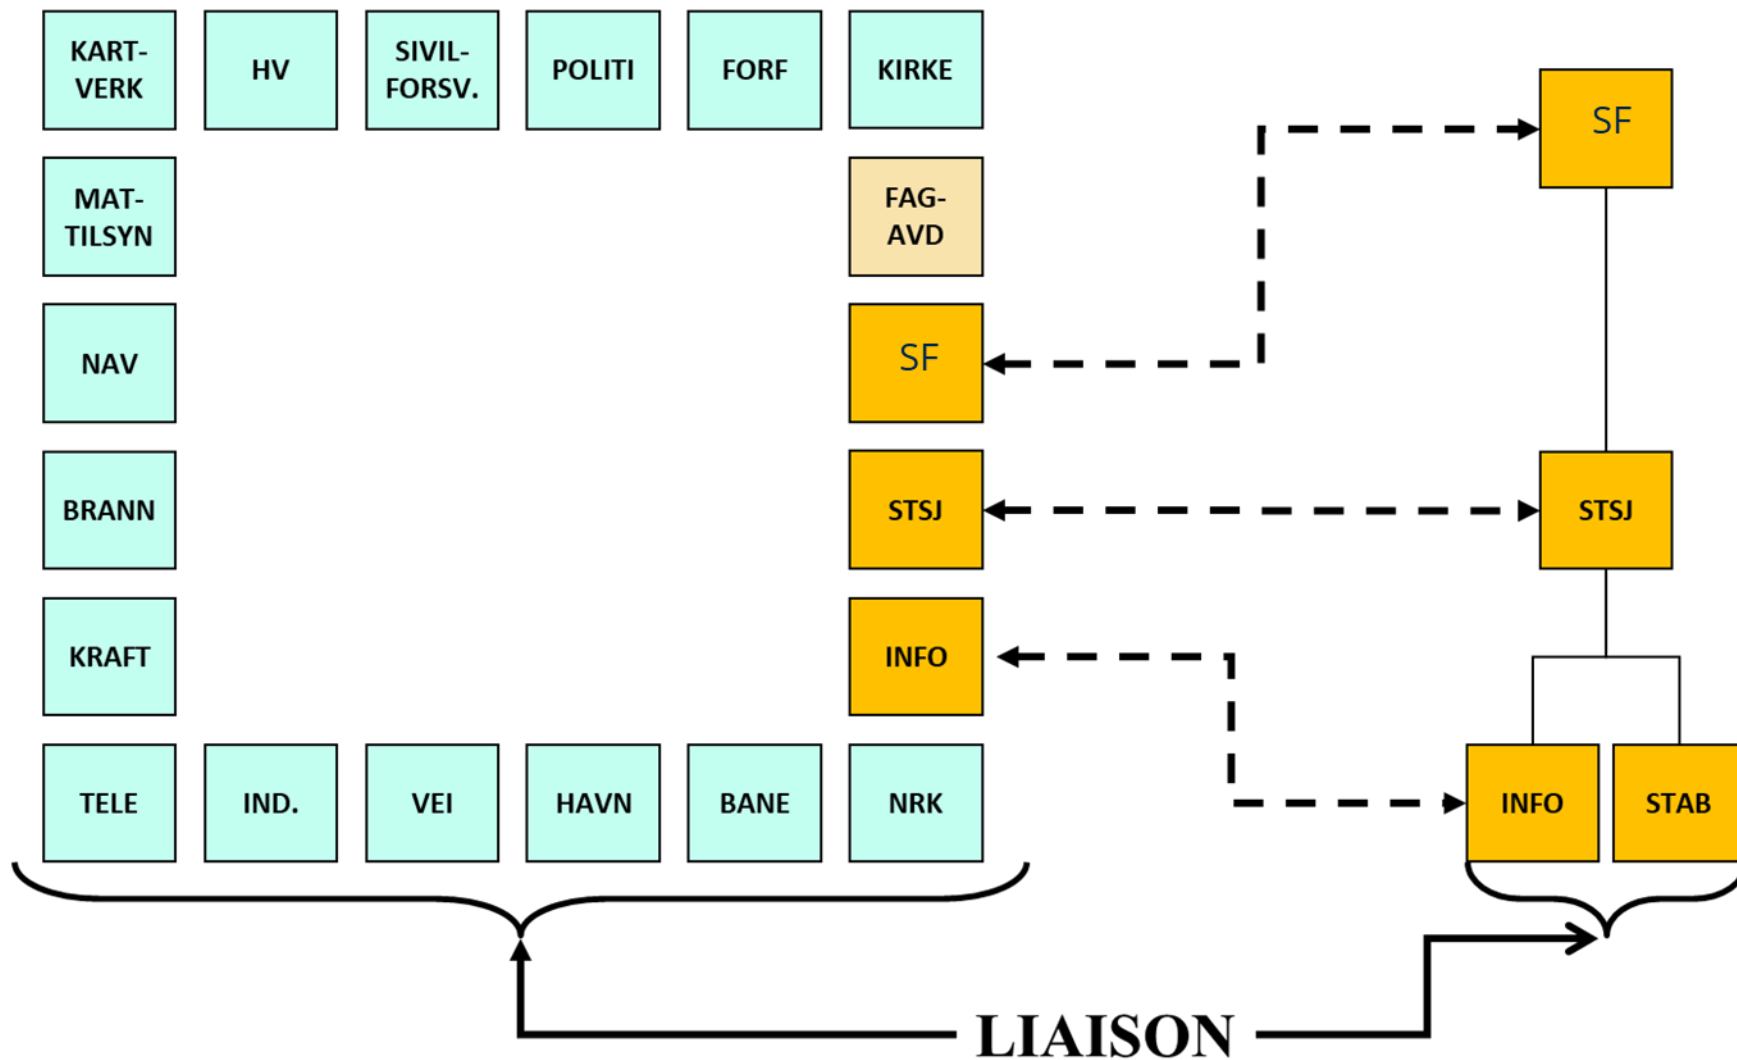 KART-
VERK
HV
SIVIL-
FORSV.
POLITI
FORF
KIRKE
SF
MAT-
TILSYN
FAG-
AVD
NAV
SF
BRANN
STSJ
STSJ
KRAFT
INFO
TELE
IND.
VEI
HAVN
BANE
NRK
INFO
STAB
LIAISON